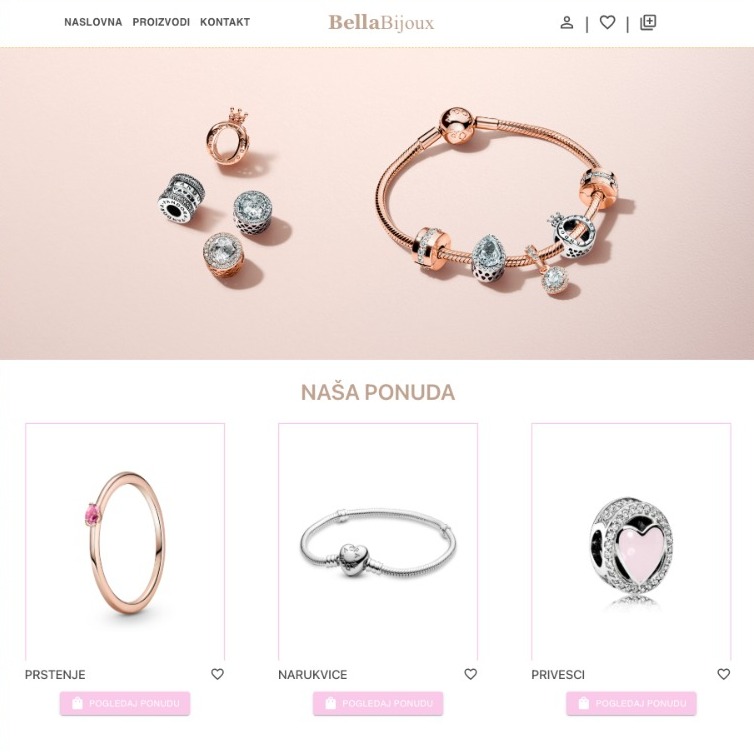 NASLOVNA PROIZVODI KONTAKT BellaBijoux
NAŠA PONUDA
PRSTENJE NARUKVICE PRIVESCI
POGLEDAJ PONUDU POGLEDAJ PONUDU POGLEDAJ PONUDU